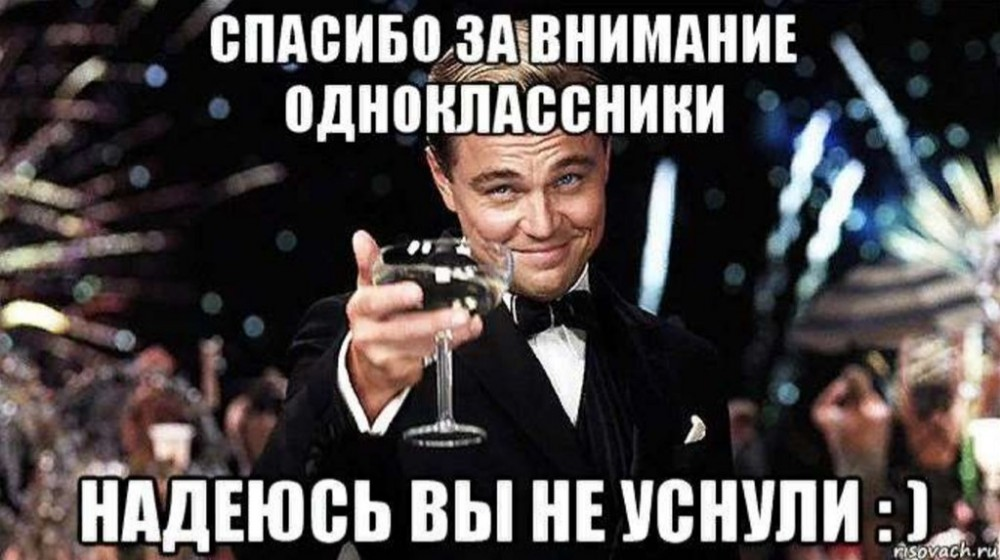 СПАСИБО ЗА ВНИМАНИЕ
ОДНОКЛАССНИКИ
НАДЕЮСЬ ВЫ НЕ УСНУЛИ : )
risovach.ru